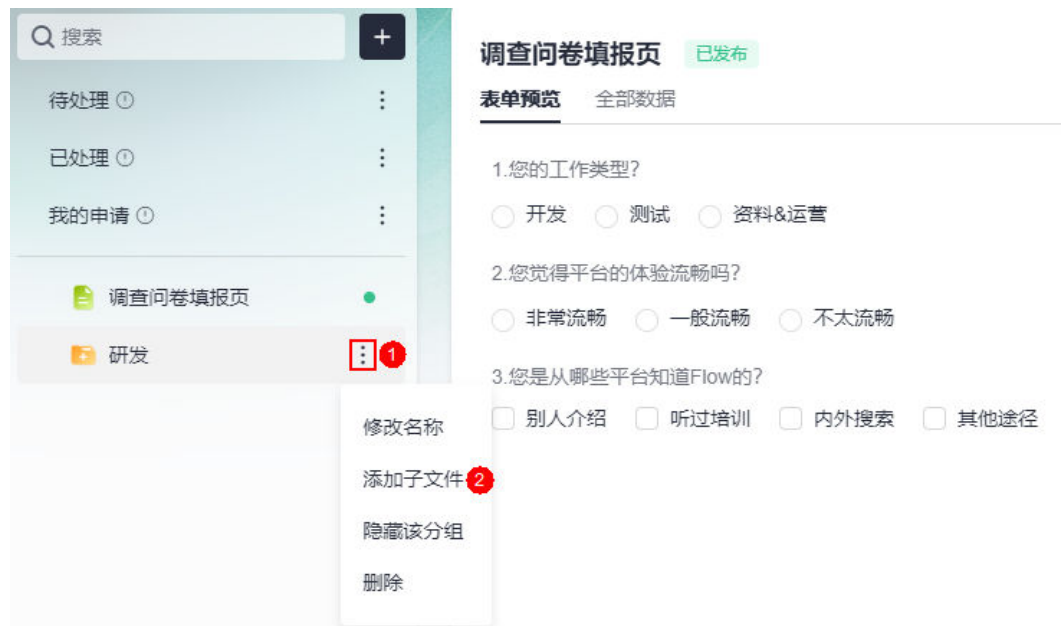 搜索
待处理
已处理
我的申请
调查问卷填报页
研发
1
修改名称
添加子文件 2
隐藏该分组
删除
调查问卷填报页 已发布
表单预览 全部数据
1.您的工作类型?
开发 测试 资料&运营
2.您觉得平台的体验流畅吗?
非常流畅 一般流畅 不太流畅
3.您是从哪些平台知道Flow的?
别人介绍 听过培训 内外搜索 其他途径